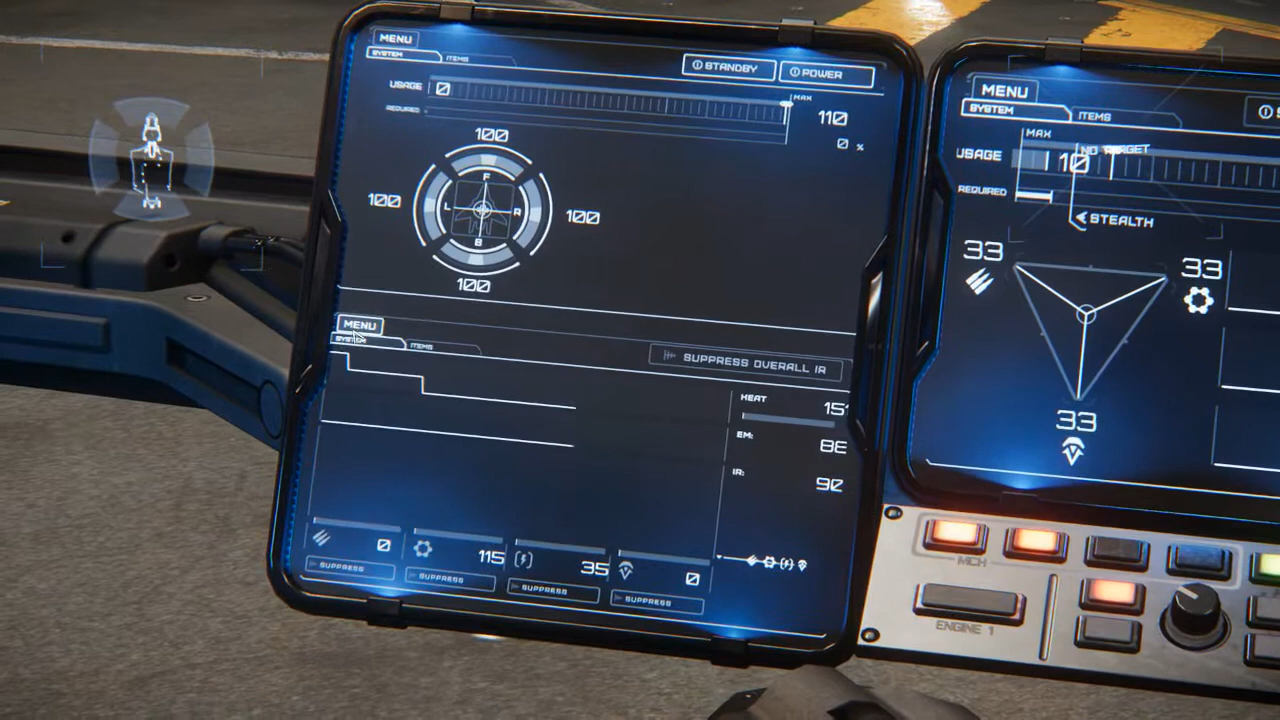 MENU
SYSTEM ITEMS
STANDBY POWER
USAGE 0 MAX 110
REQUIRED 0 %
100
F
100 L R 100
B
100
MENU
SYSTEM ITEMS
SUPPRESS OVERALL IR
HEAT 151
EM:
IR:
0 115 35 0
SUPPRESS SUPPRESS SUPPRESS SUPPRESS
MENU
SYSTEM ITEMS
MAX
USAGE 10 NO TARGET
REQUIRED
STEALTH
33 33
33
MCH
ENGINE 1